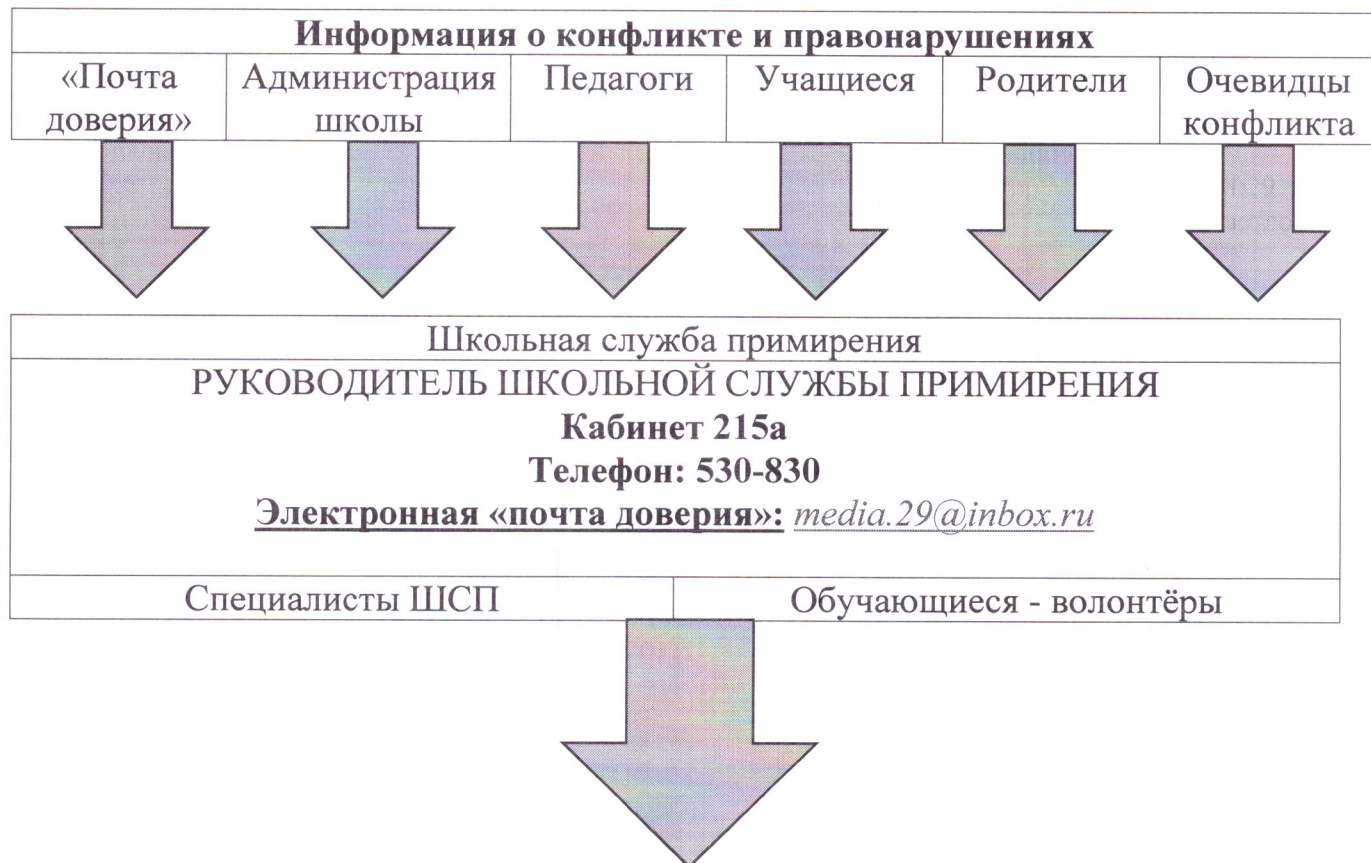 Информация о конфликте и правонарушениях
«Почта доверия»
Администрация школы
Педагоги
Учащиеся
Родители
Очевидцы конфликта
Школьная служба примирения
РУКОВОДИТЕЛЬ ШКОЛЬНОЙ СЛУЖБЫ ПРИМИРЕНИЯ
Кабинет 215а
Телефон: 530-830
Электронная «почта доверия»: media.29@inbox.ru
Специалисты ШСП
Обучающиеся - волонтёры